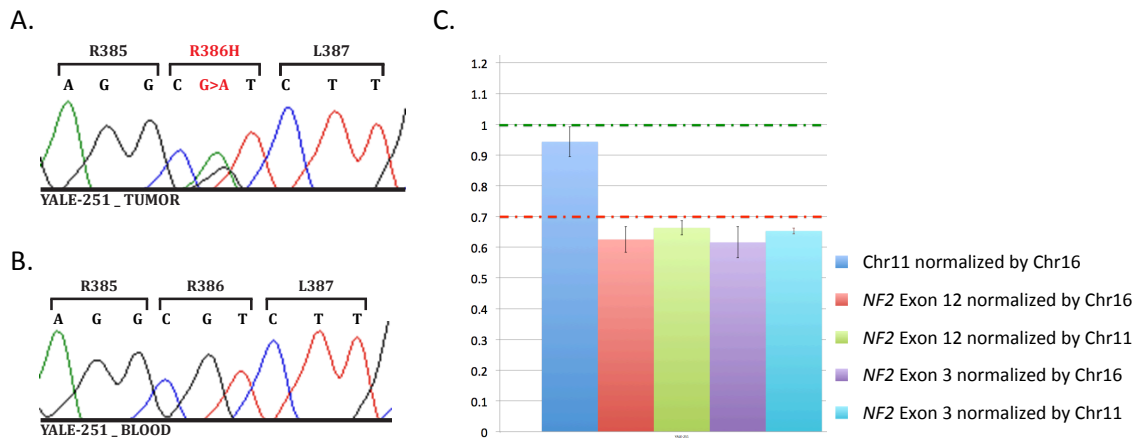 A.
R385 R386H L387
A G G C G>A T C T T
YALE-251 _ TUMOR
B.
R385 R386 L387
A G G C G T C T T
YALE-251 _ BLOOD
C.
1.2
1.1
1
0.9
0.8
0.7
0.6
0.5
0.4
0.3
0.2
0.1
0
YALE-251
Chr11 normalized by Chr16
NF2 Exon 12 normalized by Chr16
NF2 Exon 12 normalized by Chr11
NF2 Exon 3 normalized by Chr16
NF2 Exon 3 normalized by Chr11